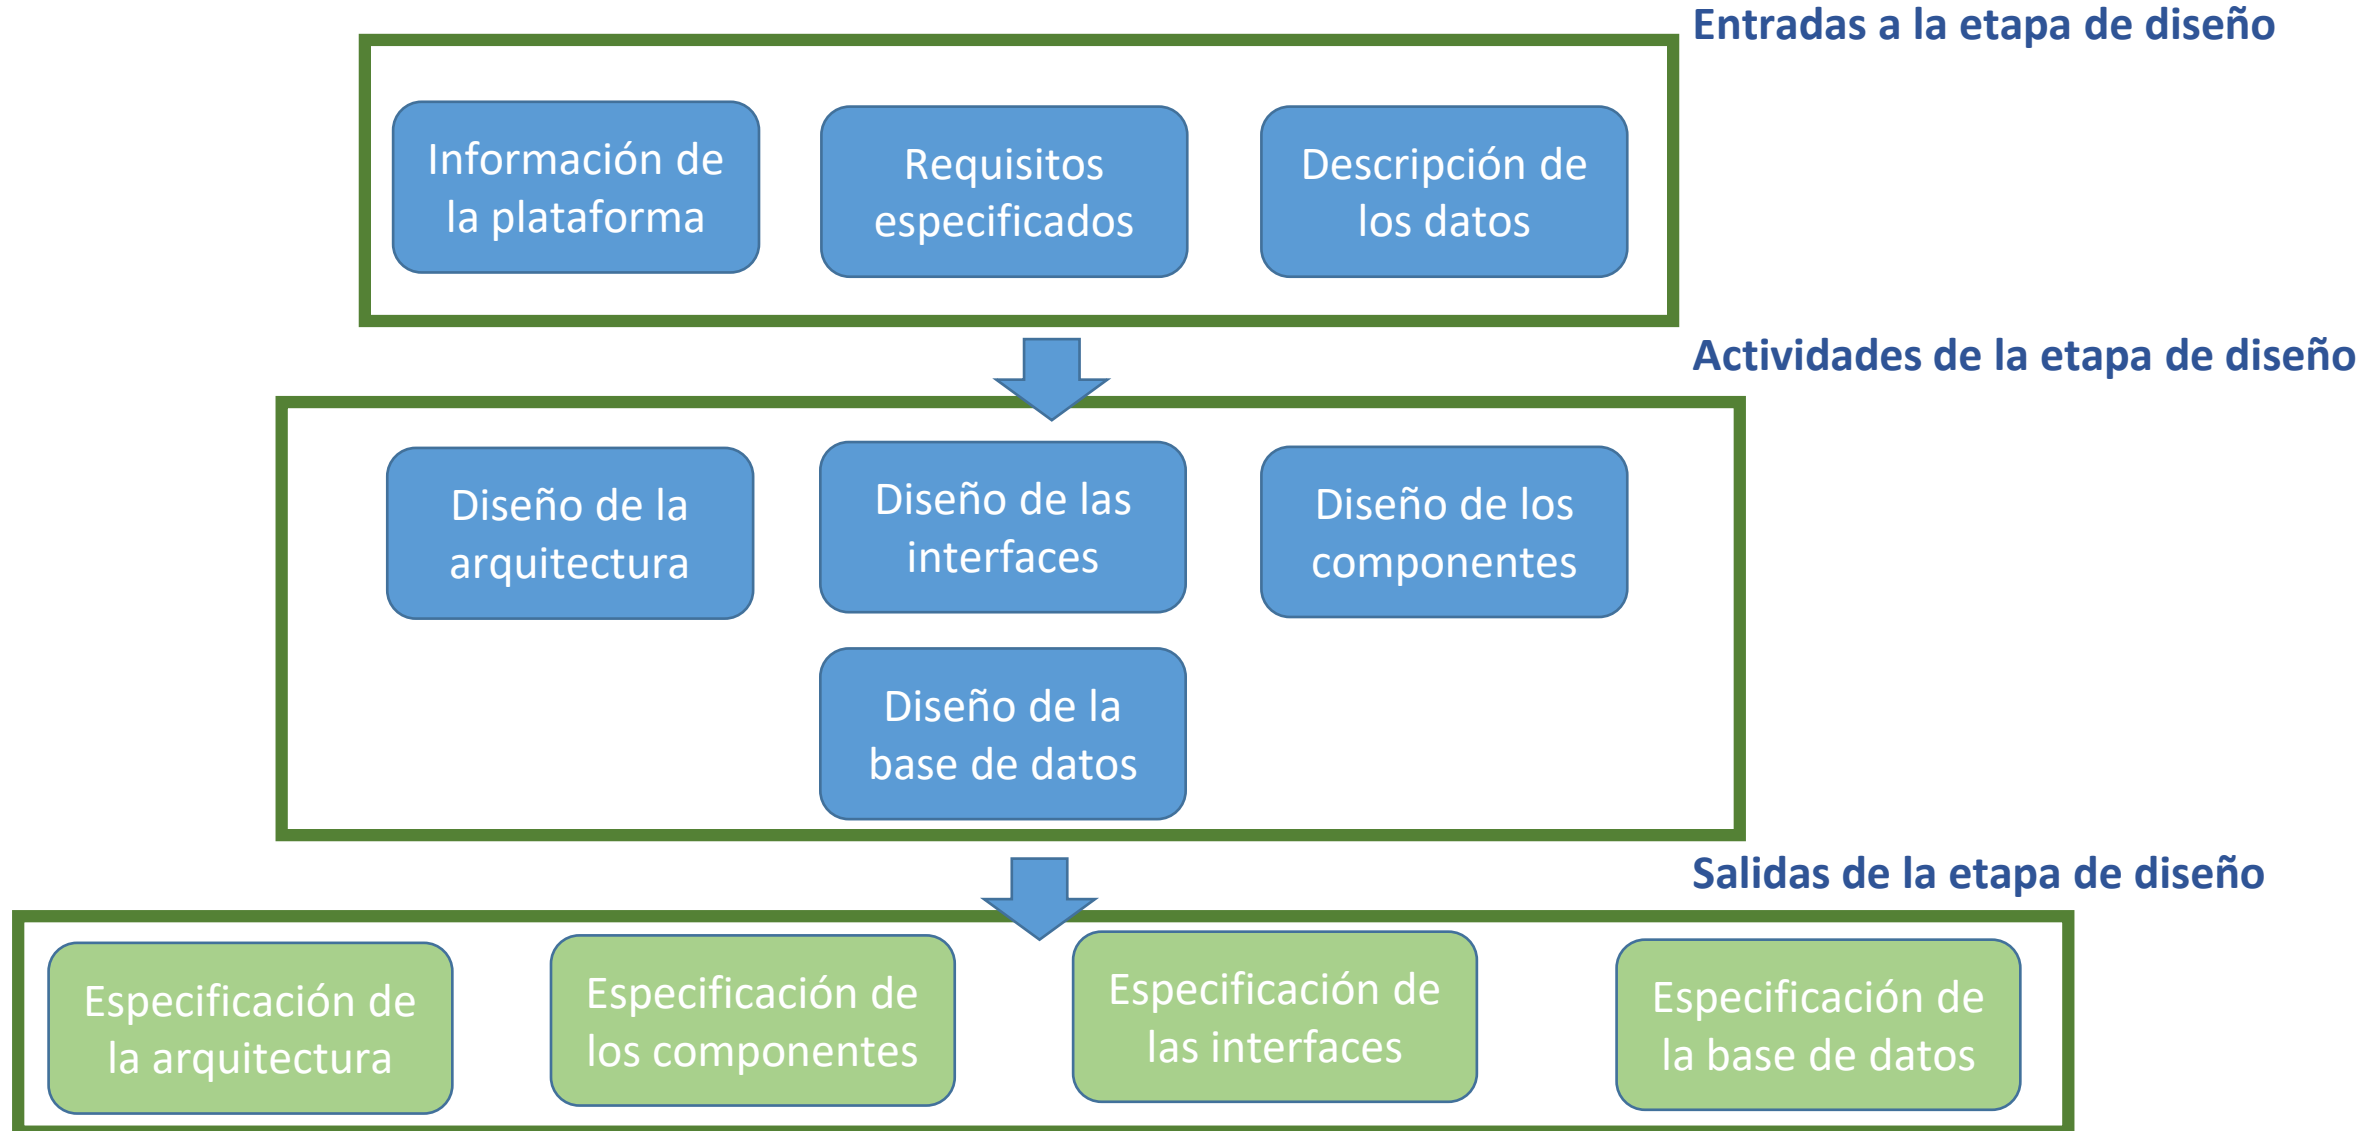 Entradas a la etapa de diseño
Información de
la plataforma
Requisitos
especificados
Descripción de
los datos
Actividades de la etapa de diseño
Diseño de la
arquitectura
Diseño de las
interfaces
Diseño de los
componentes
Diseño de la
base de datos
Salidas de la etapa de diseño
Especificación de
la arquitectura
Especificación de
los componentes
Especificación de
las interfaces
Especificación de
la base de datos